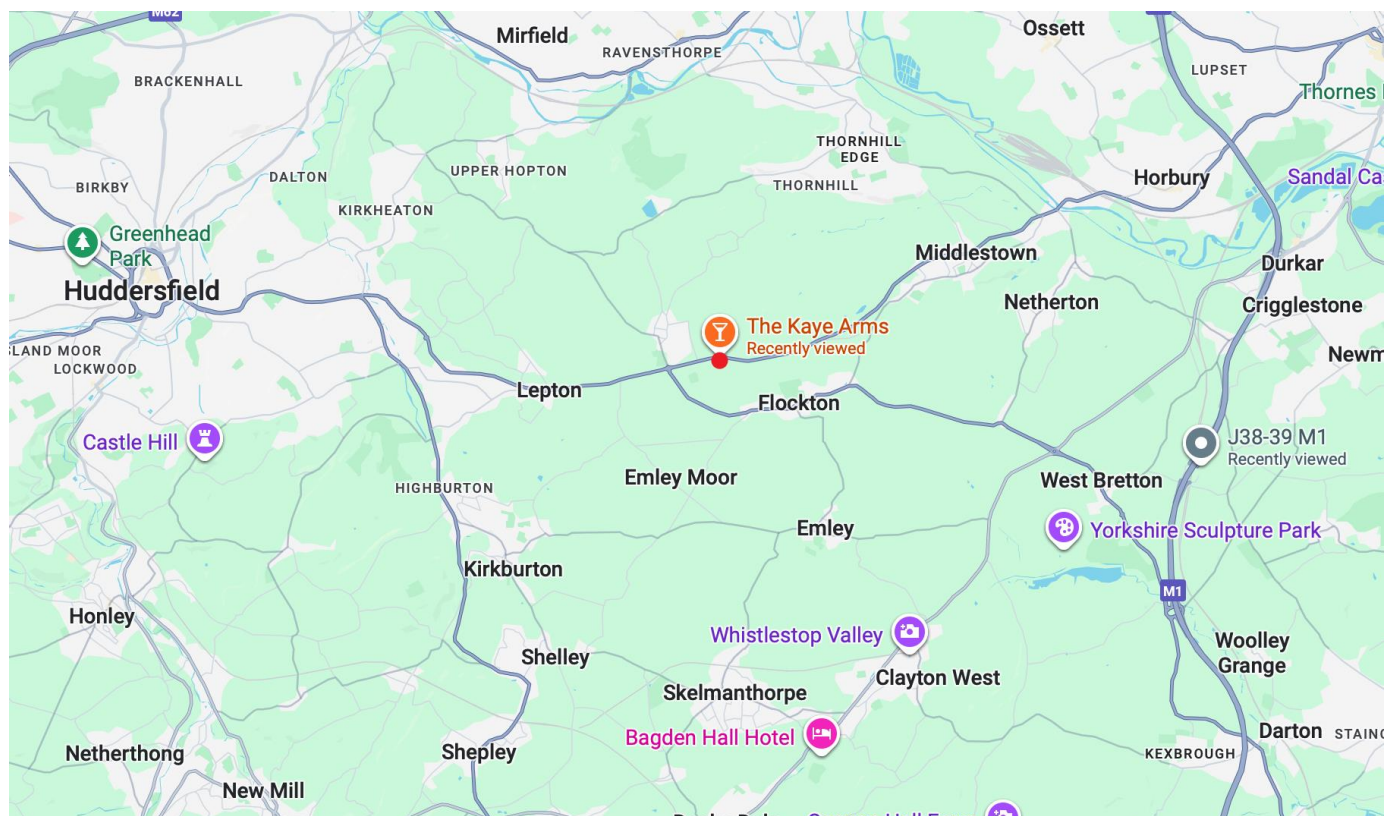 M62
Mirfield
Ossett
RAVENSTHORPE
BRACKENHALL
LUPSET
Thornes
THORNHILL
EDGE
UPPER HOPTON
DALTON
THORNHILL
Horbury
Sandal
BIRKBY
KIRKHEATON
Greenhead
Park
Middlestown
Durkar
Huddersfield
Netherton
Crigglestone
The Kaye Arms
Recently viewed
LAND MOOR
LOCKWOOD
Newm
Lepton
Flockton
Castle Hill
J38-39 M1
Recently viewed
Emley Moor
West Bretton
HIGHBURTON
Emley
Yorkshire Sculpture Park
Kirkburton
M1
Honley
Whistlestop Valley
Woolley
Grange
Shelley
Clayton West
Skelmanthorpe
Bagden Hall Hotel
Darton
STAINC
Netherthong
Shepley
KEXBROUGH
New Mill